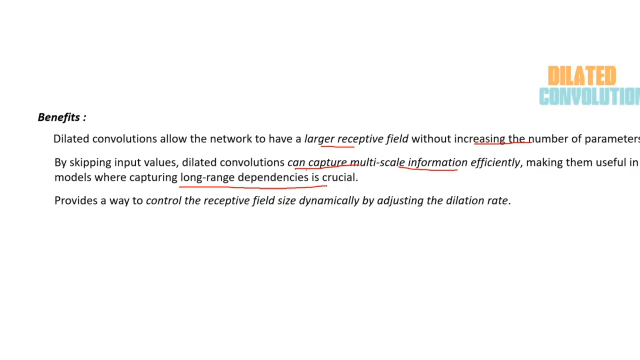 DILATED
CONVOLUTION
Benefits :
Dilated convolutions allow the network to have a larger receptive field without increasing the number of parameters
By skipping input values, dilated convolutions can capture multi-scale information efficiently, making them useful in
models where capturing long-range dependencies is crucial.
Provides a way to control the receptive field size dynamically by adjusting the dilation rate.